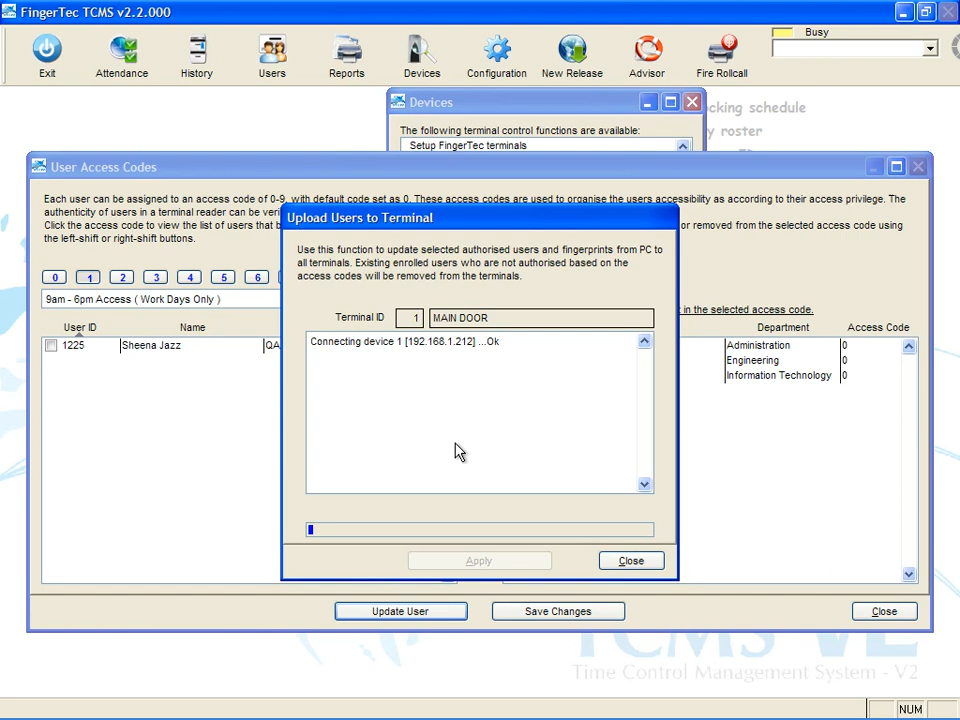 FingerTec TCMS v2.2.000
Busy
Exit
Attendance
History
Users
Reports
Devices
Configuration
New Release
Advisor
Fire Rollcall
Devices
The following terminal control functions are available:
Setup FingerTec terminals
ocking schedule
y roster
User Access Codes
Each user can be assigned to an access code of 0-9, with default code set as 0. These access codes are used to organise the users accessibility as according to their access privilege. The
authenticity of users in a terminal reader can be veri
Click the access code to view the list of users that b
or removed from the selected access code using
the left-shift or right-shift buttons.
Upload Users to Terminal
Use this function to update selected authorised users and fingerprints from PC to
all terminals. Existing enrolled users who are not authorised based on the
access codes will be removed from the terminals.
0 1 2 3 4 5 6
9am - 6pm Access ( Work Days Only )
t in the selected access code.
Terminal ID 1 MAIN DOOR
User ID Name
Department Access Code
1225 Sheena Jazz QA
Connecting device 1 [192.168.1.212] ...Ok
Administration 0
Engineering 0
Information Technology 0
Apply
Close
Update User
Save Changes
Close
TCMS V2
Time Control Management System - V2
NUM